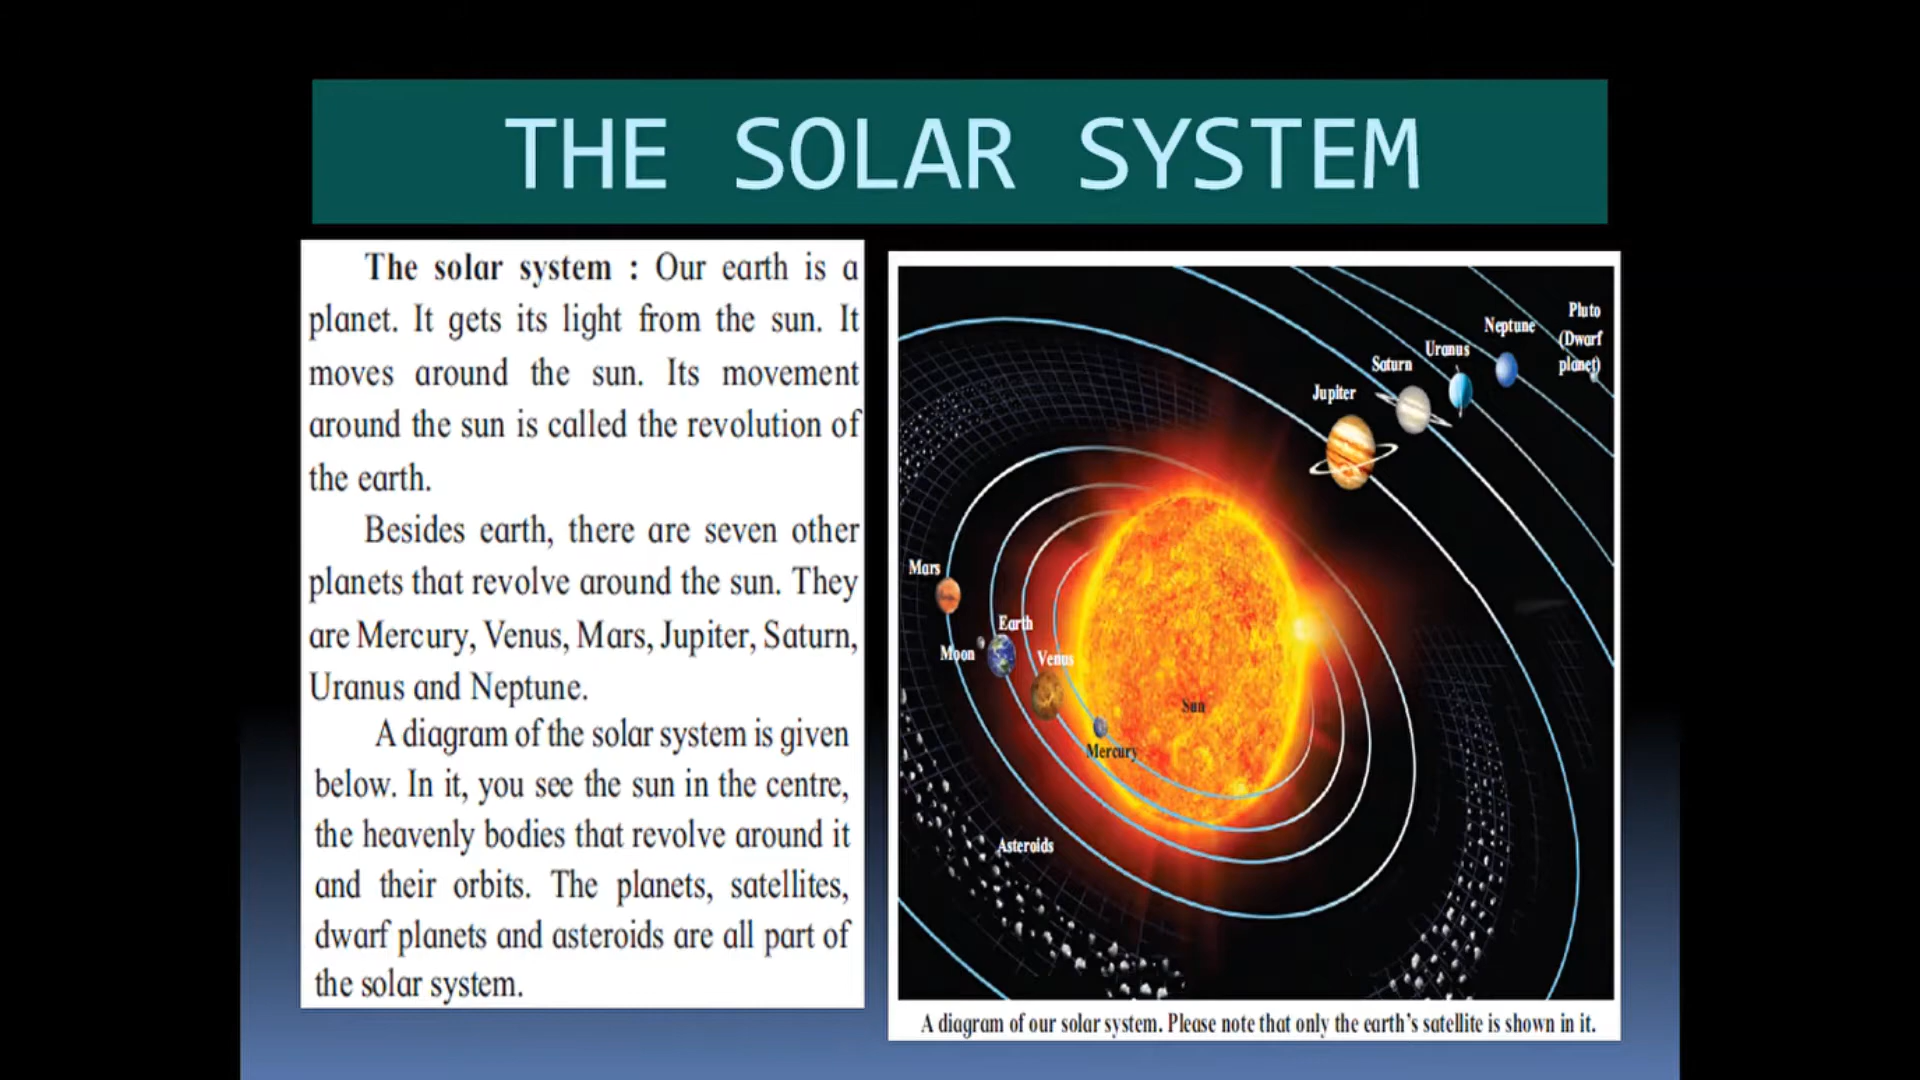 THE SOLAR SYSTEM
The solar system : Our earth is a
planet. It gets its light from the sun. It
moves around the sun. Its movement
around the sun is called the revolution of
the earth.
Besides earth, there are seven other
planets that revolve around the sun. They
are Mercury, Venus, Mars, Jupiter, Saturn,
Uranus and Neptune.
A diagram of the solar system is given
below. In it, you see the sun in the centre,
the heavenly bodies that revolve around it
and their orbits. The planets, satellites,
dwarf planets and asteroids are all part of
the solar system.
Pluto
(Dwarf
planet)
Neptune
Uranus
Saturn
Jupiter
Mars
Earth
Moon
Venus
Sun
Mercury
Asteroids
A diagram of our solar system. Please note that only the earth's satellite is shown in it.